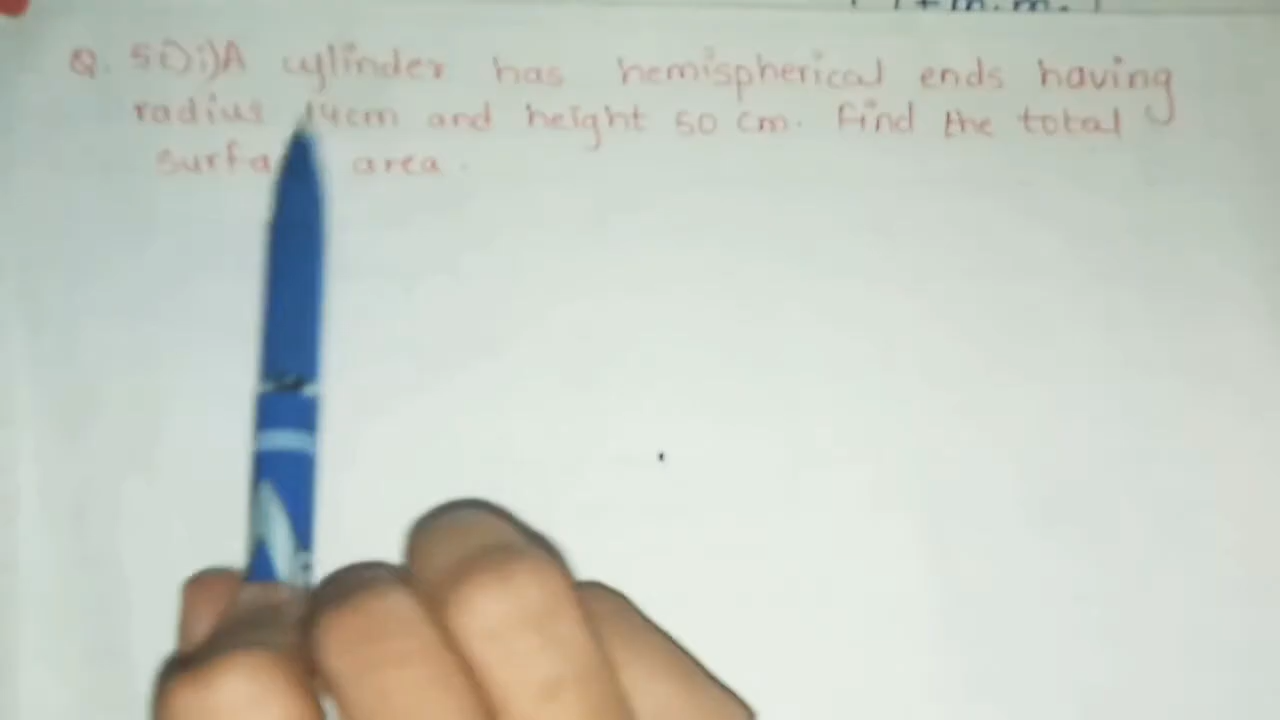 Q. 5 i) A cylinder has hemispherical ends having
radius 14cm and height 50 cm. Find the total
area.